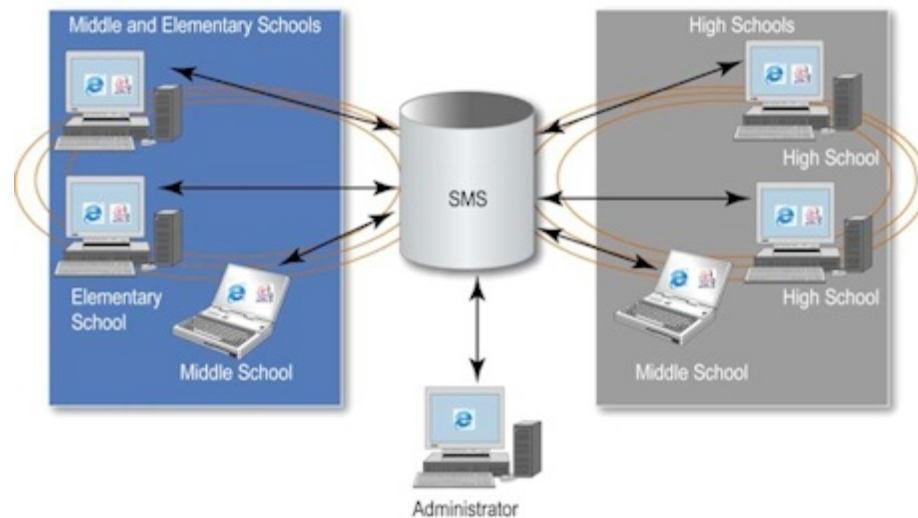 Middle and Elementary Schools
High Schools
High School
SMS
Elementary
School
High School
Middle School
Middle School
Administrator